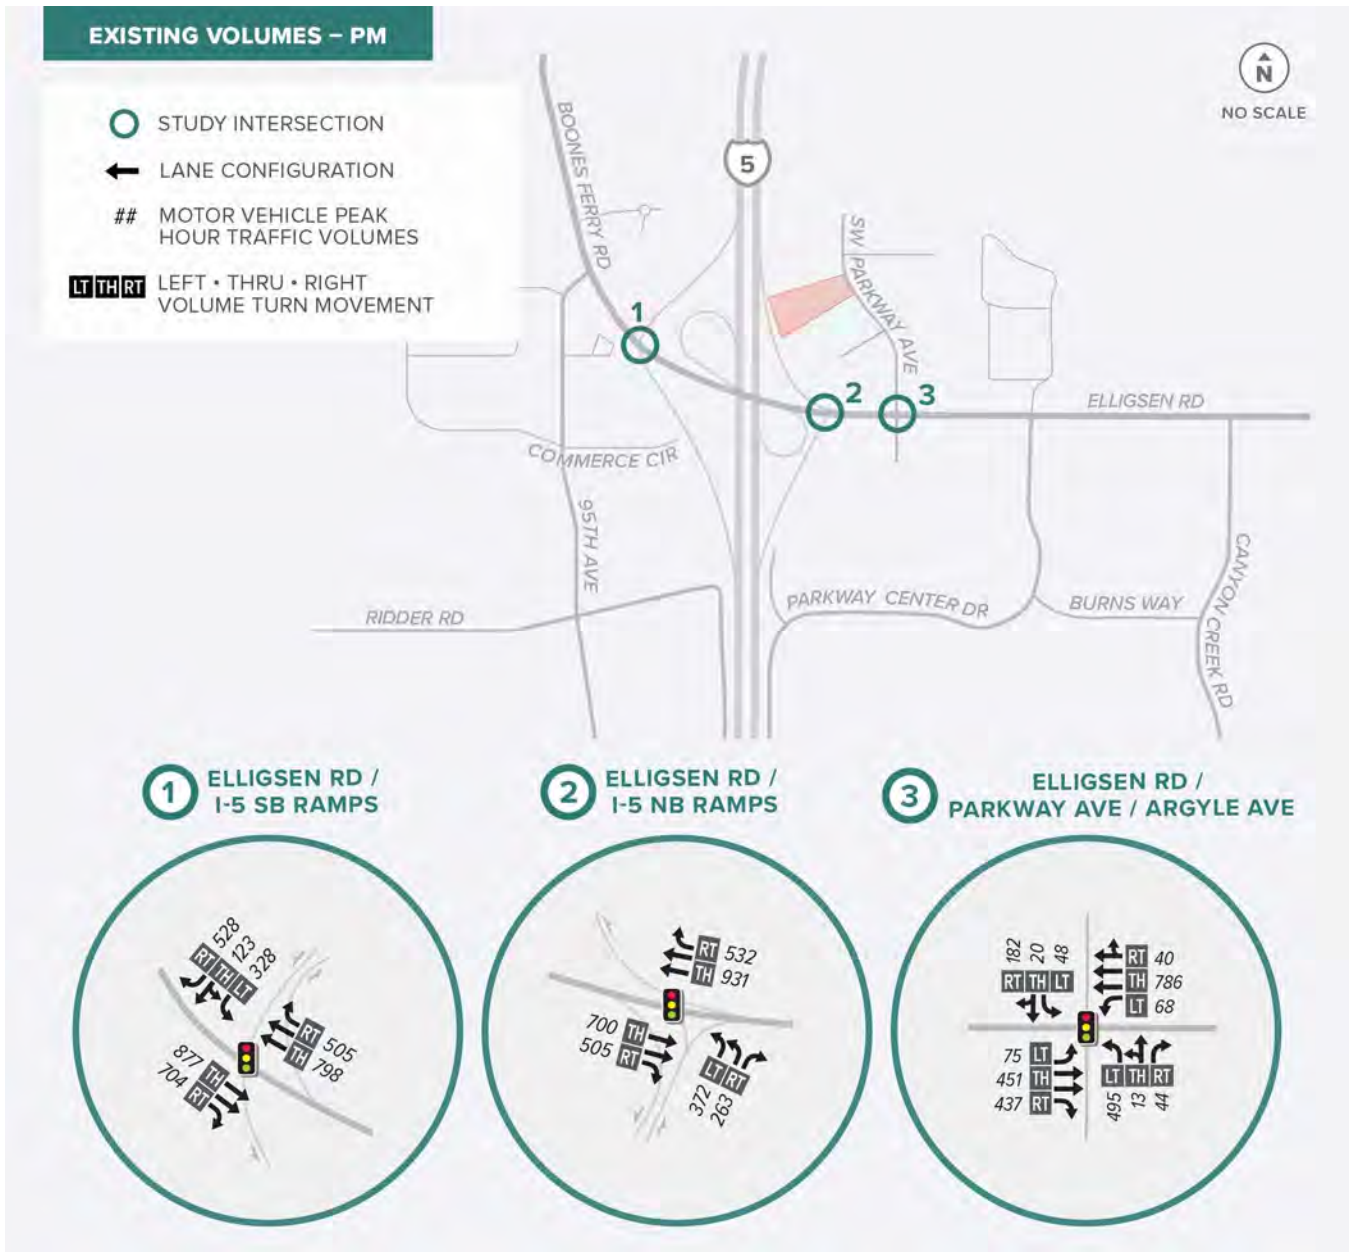 EXISTING VOLUMES – PM
STUDY INTERSECTION
LANE CONFIGURATION
## MOTOR VEHICLE PEAK
HOUR TRAFFIC VOLUMES
LT TH RT LEFT • THRU • RIGHT
VOLUME TURN MOVEMENT
N
NO SCALE
BOONES FERRY RD
5
SW PARKWAY AVE
1
2
3
ELLIGSEN RD
COMMERCE CIR
95TH AVE
RIDDER RD
PARKWAY CENTER DR
BURNS WAY
CANYON CREEK RD
1 ELLIGSEN RD /
I-5 SB RAMPS
528 123 328
RT TH LT
RT 505
TH 798
877 TH
704 RT
2 ELLIGSEN RD /
I-5 NB RAMPS
RT 532
TH 931
700 TH
505 RT
LT RT
372 263
3 ELLIGSEN RD /
PARKWAY AVE / ARGYLE AVE
182 20 48
RT TH LT
RT 40
TH 786
LT 68
75 LT
451 TH
437 RT
LT TH RT
495 13 44